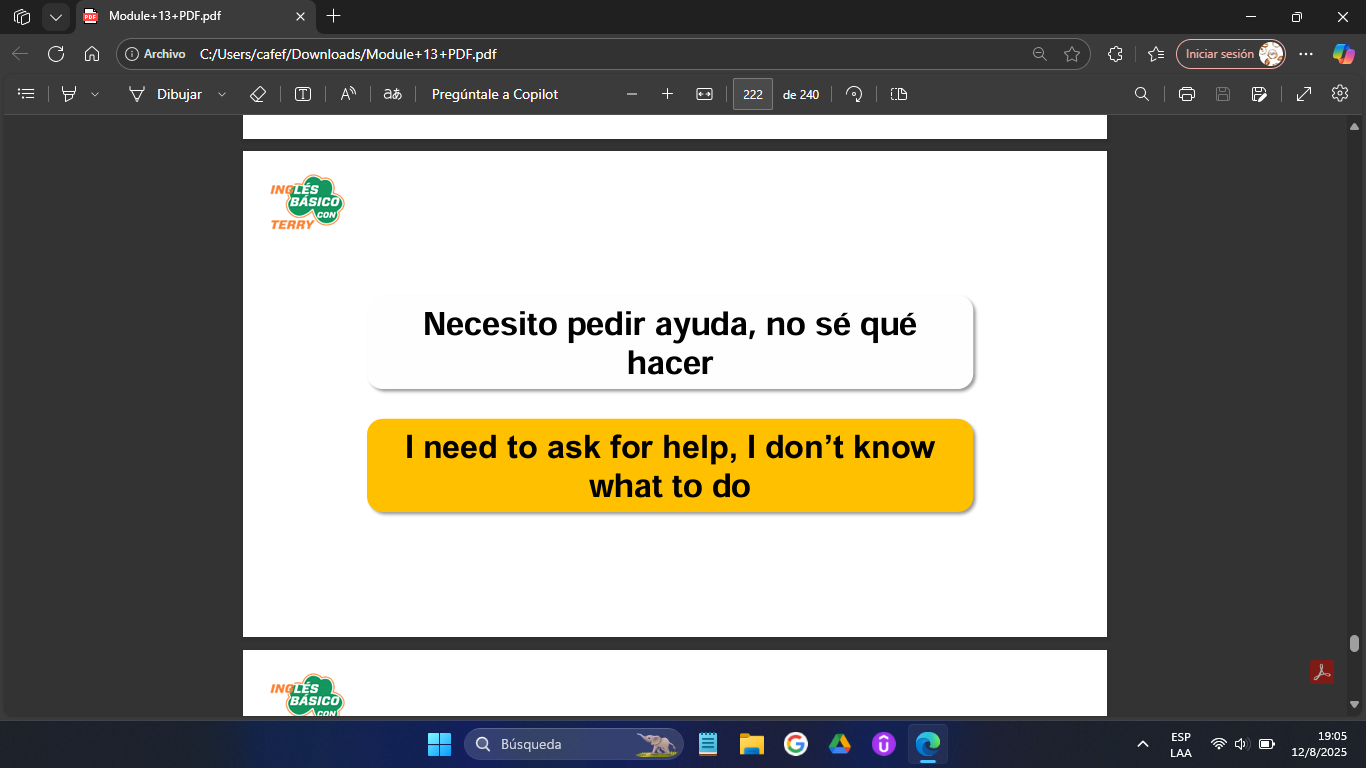 Module+13+PDF.pdf
Archivo C:/Users/cafef/Downloads/Module+13+PDF.pdf
Iniciar sesión
Dibujar
Pregúntale a Copilot
222 de 240
INGLÉS
BÁSICO
CON
TERRY
Necesito pedir ayuda, no sé qué
hacer
I need to ask for help, I don’t know
what to do
INGLÉS
BÁSICO
CON
Búsqueda
ESP
LAA
19:05
12/8/2025